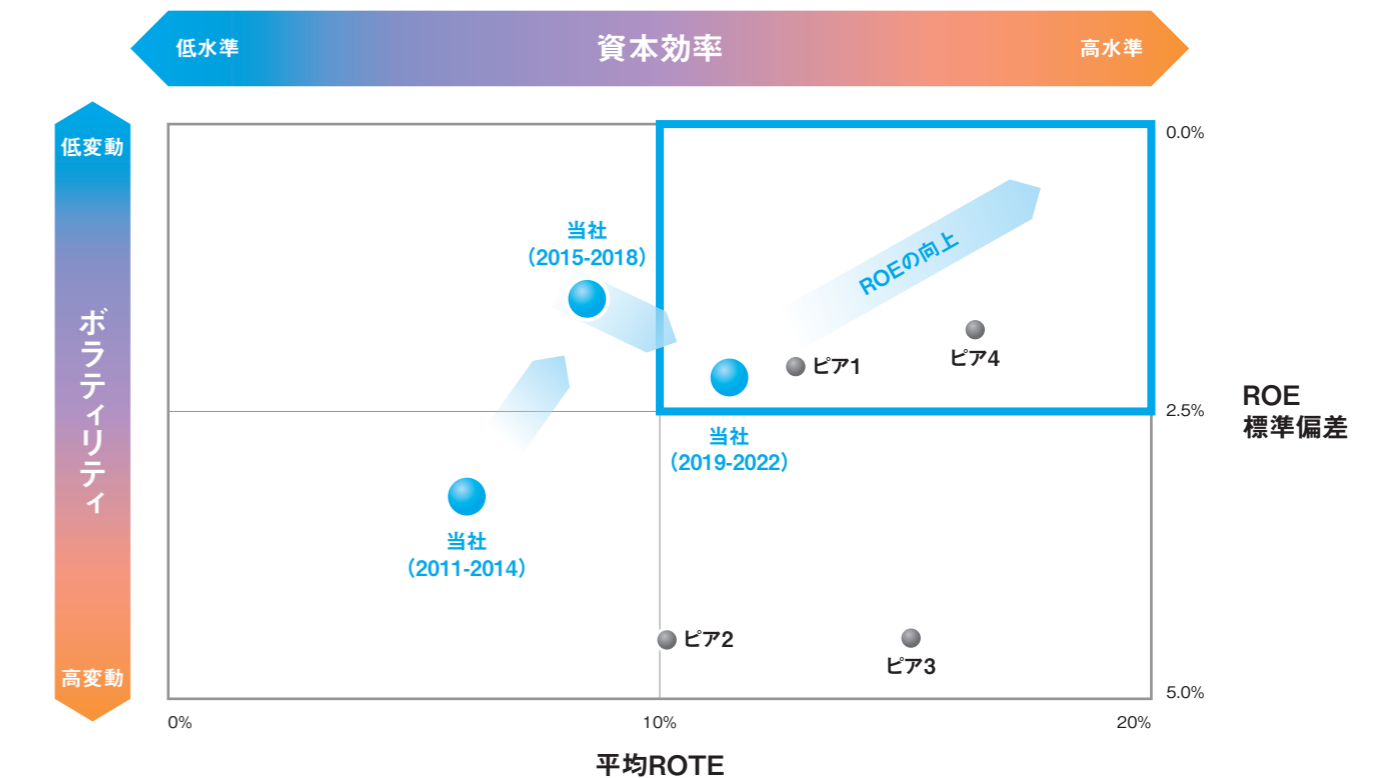 低水準
資本効率
高水準
低変動
ボラティリティ
高変動
0.0%
2.5%
5.0%
ROE
標準偏差
当社
（2015-2018）
ROEの向上
ピア1
ピア4
当社
（2019-2022）
当社
（2011-2014）
ピア2
ピア3
0%
10%
20%
平均ROTE